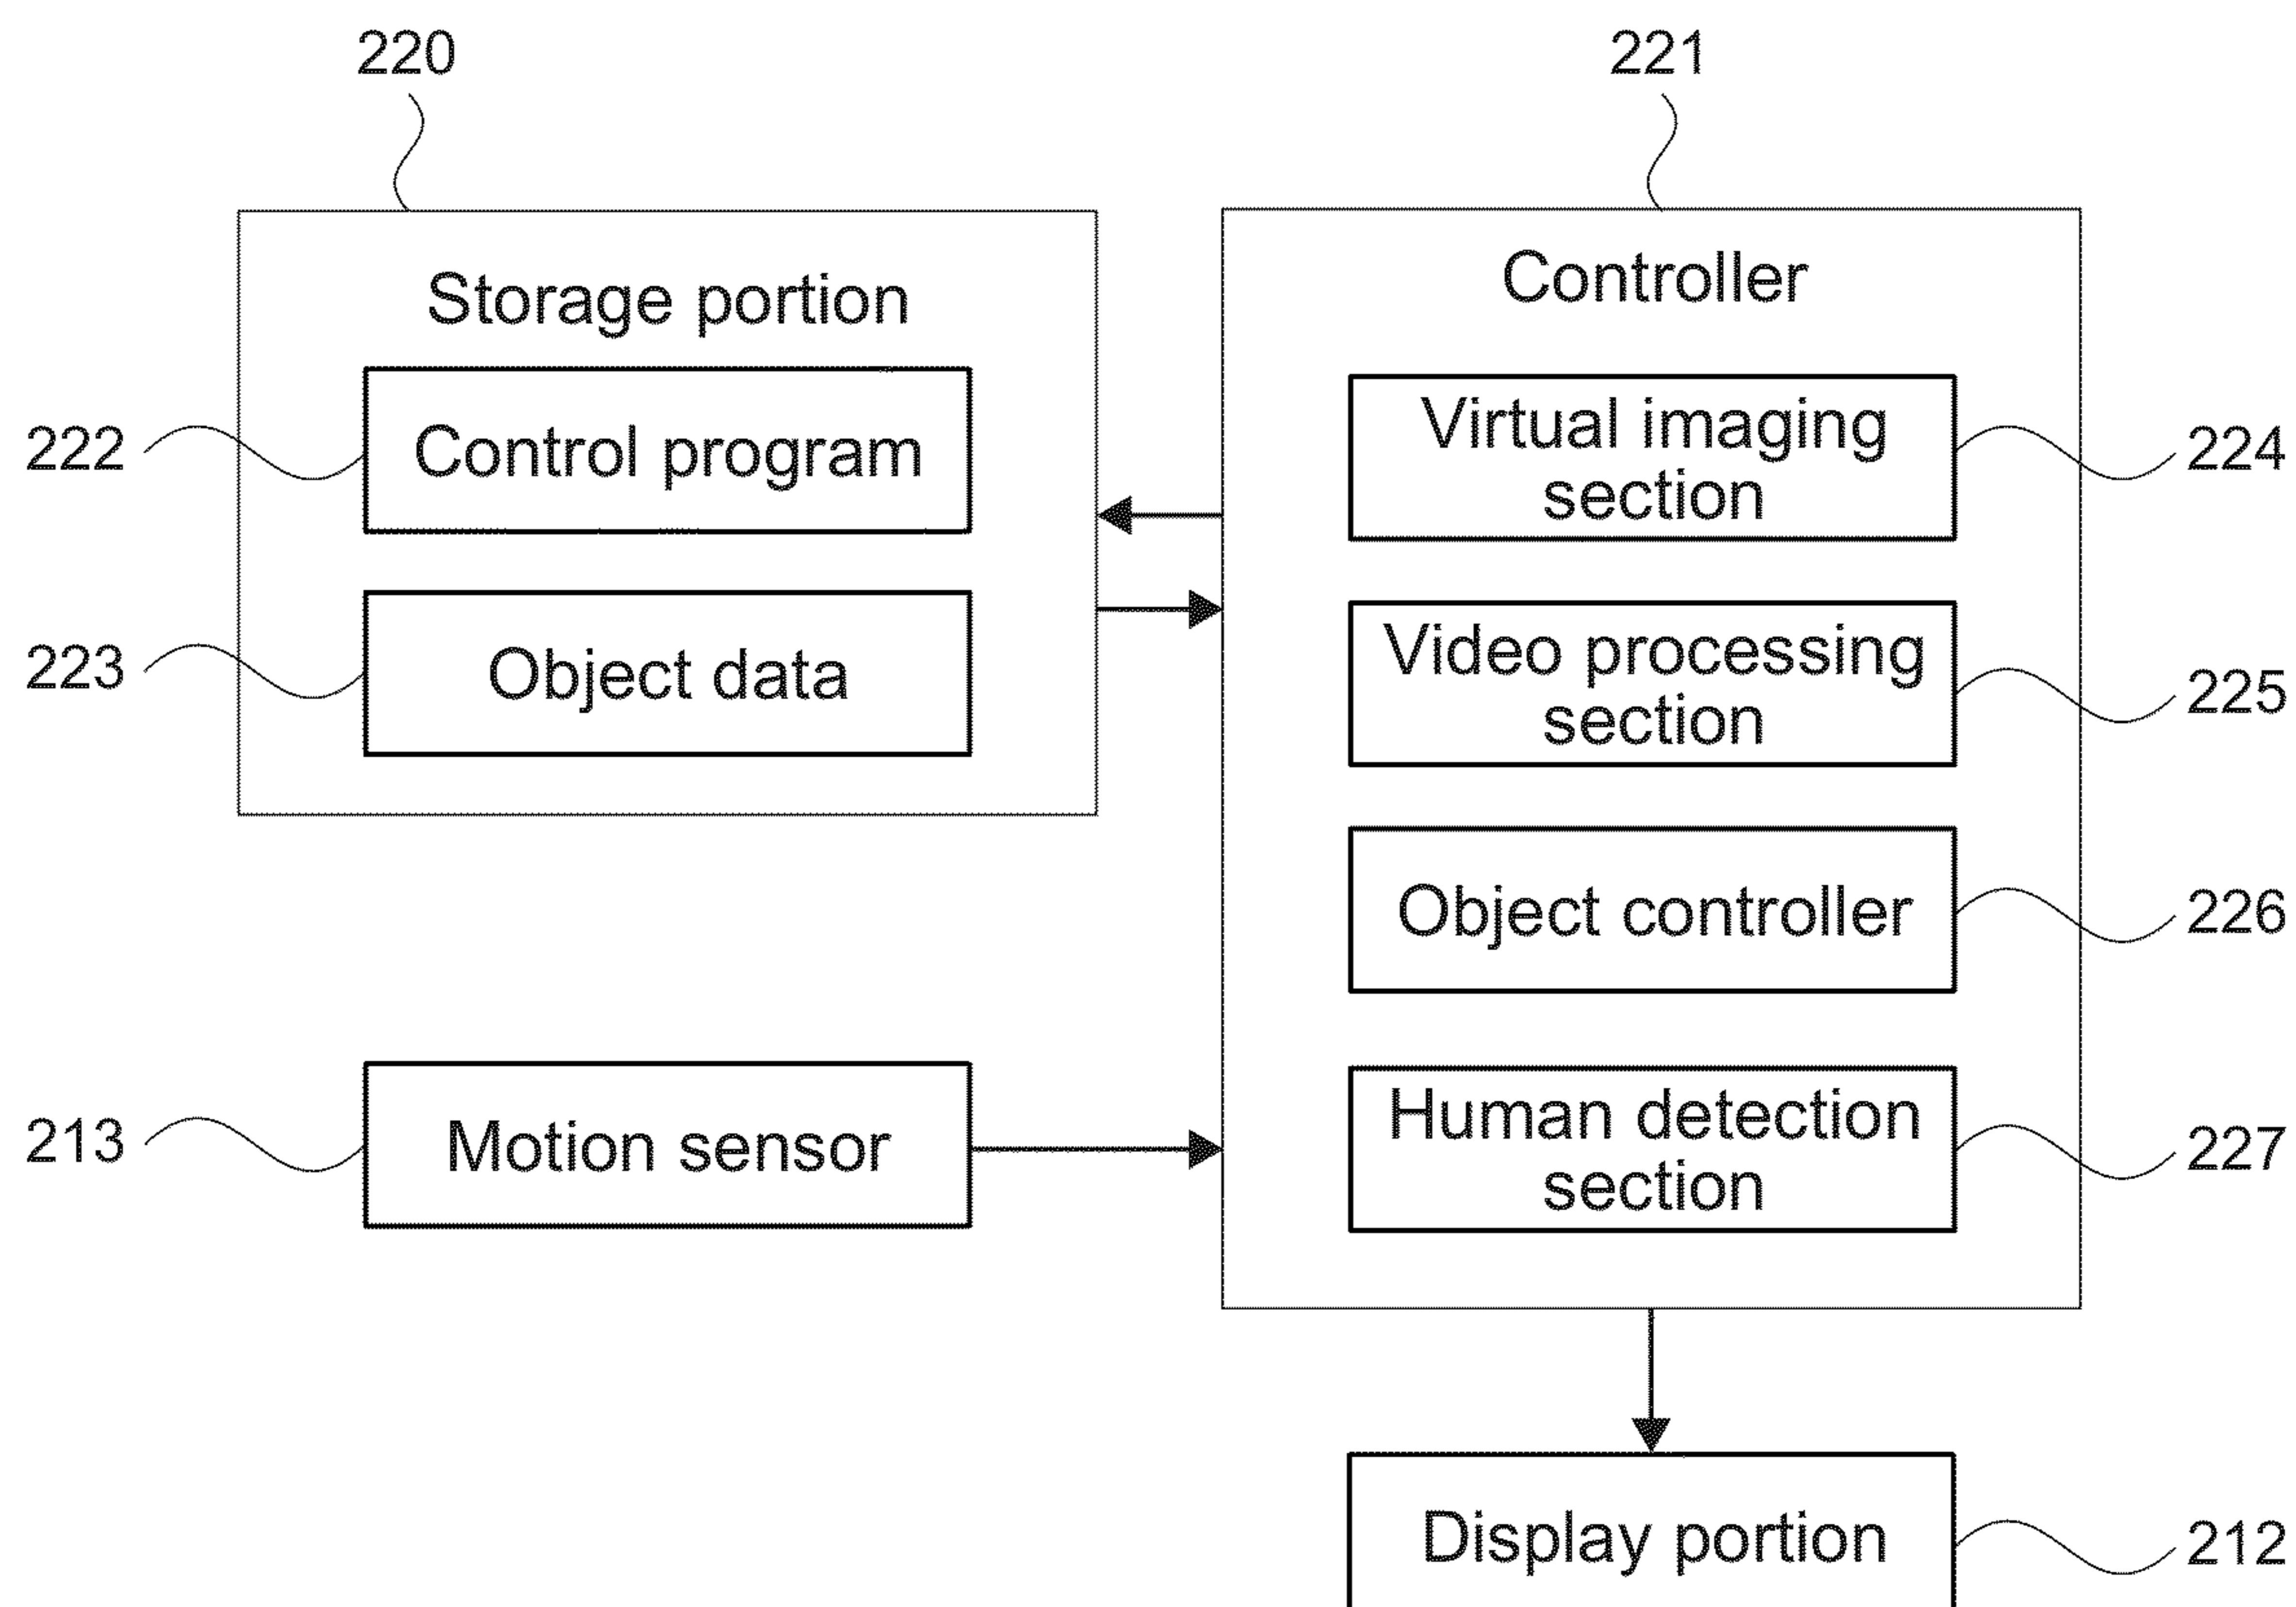 220
221
Storage portion
Controller
222
Control program
Virtual imaging
section
224
223
Object data
Video processing
section
225
Object controller
226
213
Motion sensor
Human detection
section
227
Display portion
212